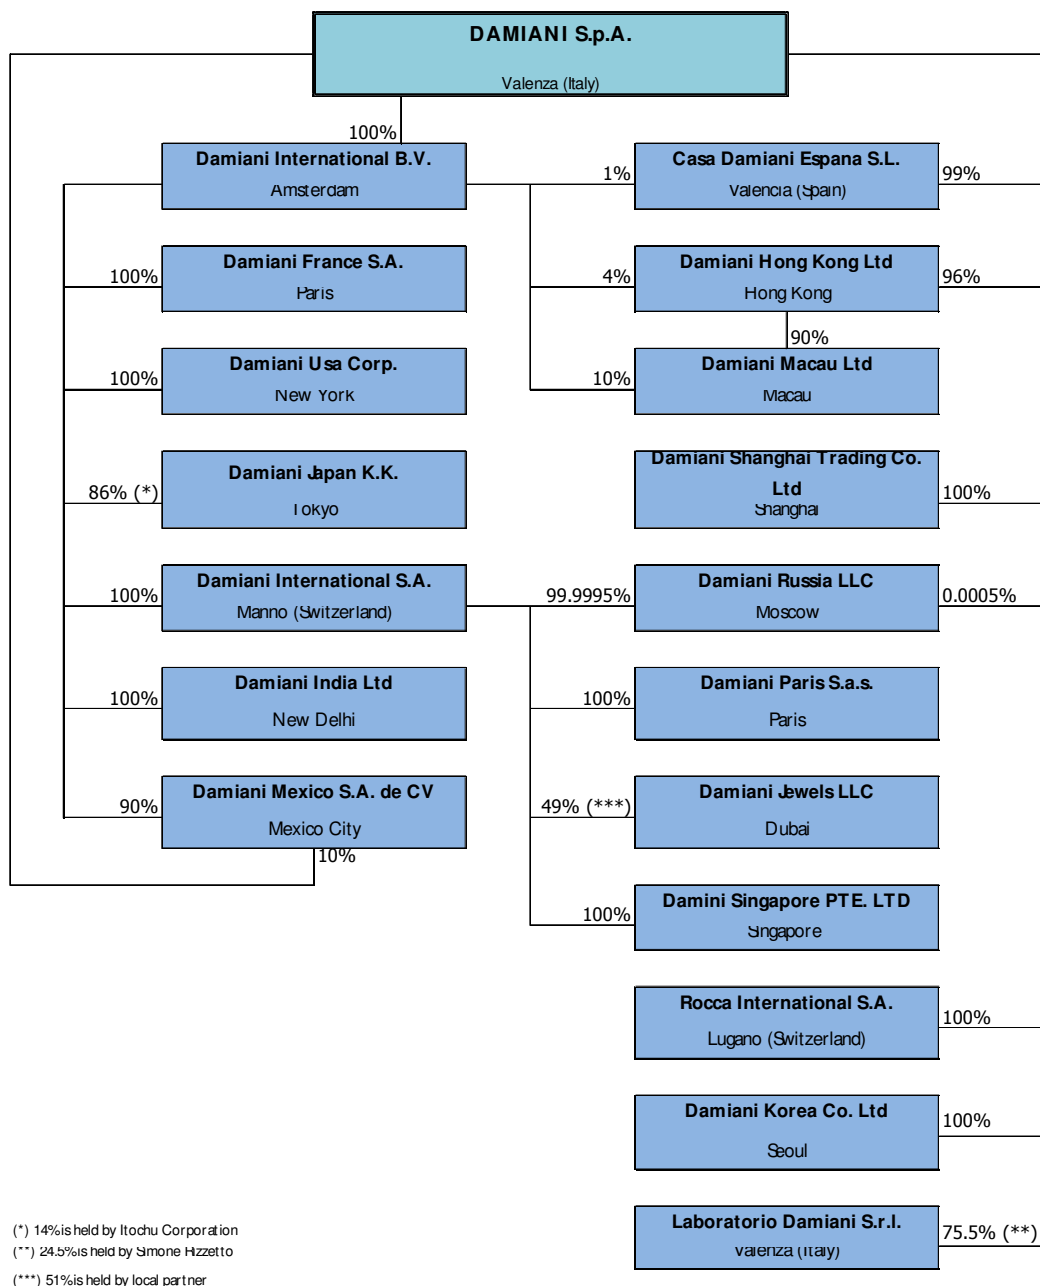 DAMIANI S.p.A.
Valenza (Italy)
100%
Damiani International B.V.
Amsterdam
1%
Casa Damiani Espana S.L.
Valencia (Spain)
99%
100%
Damiani France S.A.
Paris
4%
Damiani Hong Kong Ltd
Hong Kong
96%
90%
100%
Damiani Usa Corp.
New York
10%
Damiani Macau Ltd
Macau
86% (*)
Damiani Japan K.K.
Tokyo
Damiani Shanghai Trading Co.
Ltd
Shanghai
100%
100%
Damiani International S.A.
Manno (Switzerland)
99.9995%
Damiani Russia LLC
Moscow
0.0005%
100%
Damiani India Ltd
New Delhi
100%
Damiani Paris S.a.s.
Paris
90%
Damiani Mexico S.A. de CV
Mexico City
10%
49% (***)
Damiani Jewels LLC
Dubai
100%
Damini Singapore PTE. LTD
Singapore
Rocca International S.A.
Lugano (Switzerland)
100%
Damiani Korea Co. Ltd
Seoul
100%
Laboratorio Damiani S.r.l.
Valenza (Italy)
75.5% (**)
(*) 14% is held by Itochu Corporation
(**) 24.5% is held by Simone Rizzetto
(***) 51% is held by local partner